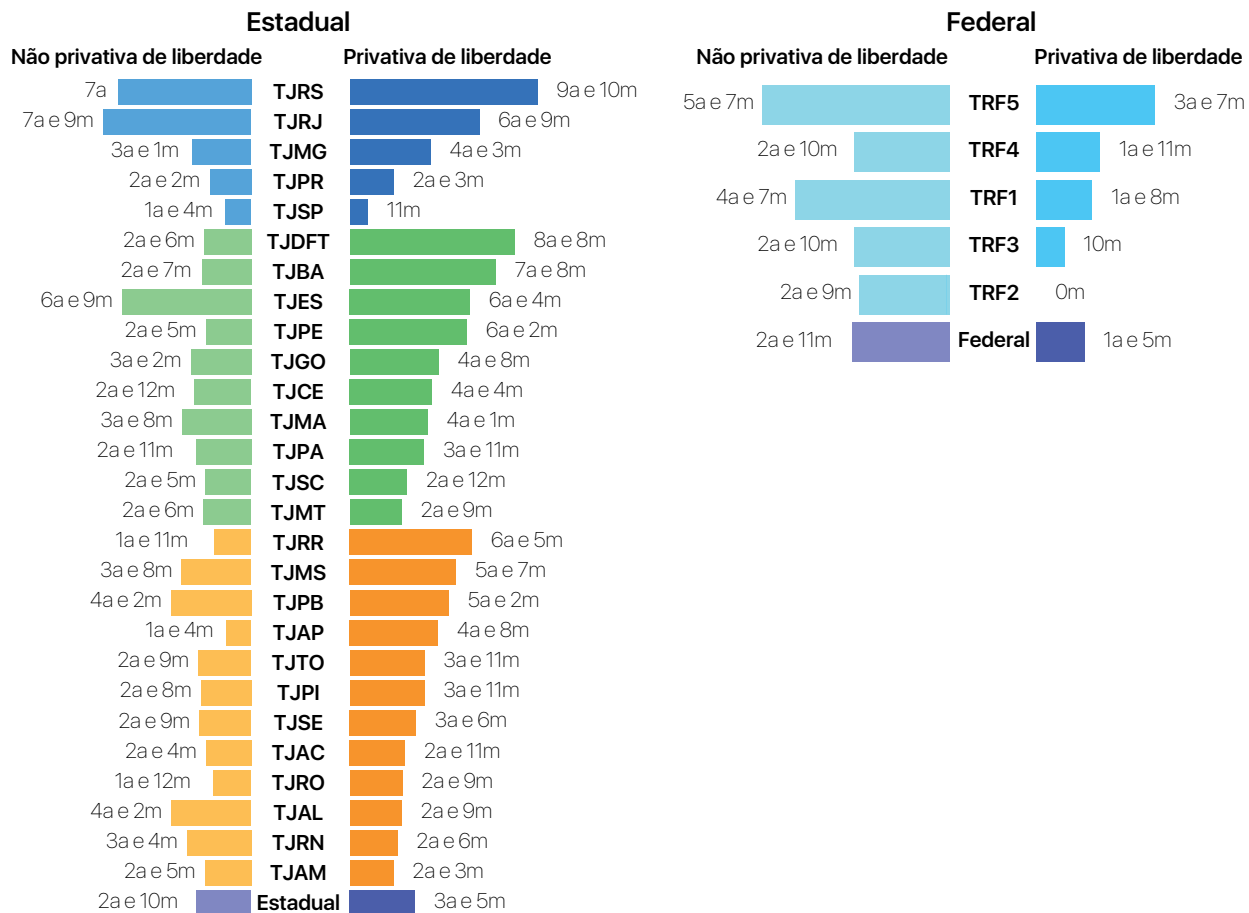 Estadual
Não privativa de liberdade Privativa de liberdade
7a TJRS 9a e 10m
7a e 9m TJRJ 6a e 9m
3a e 1m TJMG 4a e 3m
2a e 2m TJPR 2a e 3m
1a e 4m TJSP 11m
2a e 6m TJDFT 8a e 8m
2a e 7m TJBA 7a e 8m
6a e 9m TJES 6a e 4m
2a e 5m TJPE 6a e 2m
3a e 2m TJGO 4a e 8m
2a e 12m TJCE 4a e 4m
3a e 8m TJMA 4a e 1m
2a e 11m TJPA 3a e 11m
2a e 5m TJSC 2a e 12m
2a e 6m TJMT 2a e 9m
1a e 11m TJRR 6a e 5m
3a e 8m TJMS 5a e 7m
4a e 2m TJPB 5a e 2m
1a e 4m TJAP 4a e 8m
2a e 9m TJTO 3a e 11m
2a e 8m TJPI 3a e 11m
2a e 9m TJSE 3a e 6m
2a e 4m TJAC 2a e 11m
1a e 12m TJRO 2a e 9m
4a e 2m TJAL 2a e 9m
3a e 4m TJRN 2a e 6m
2a e 5m TJAM 2a e 3m
2a e 10m Estadual 3a e 5m
Federal
Não privativa de liberdade Privativa de liberdade
5a e 7m TRF5 3a e 7m
2a e 10m TRF4 1a e 11m
4a e 7m TRF1 1a e 8m
2a e 10m TRF3 10m
2a e 9m TRF2 0m
2a e 11m Federal 1a e 5m